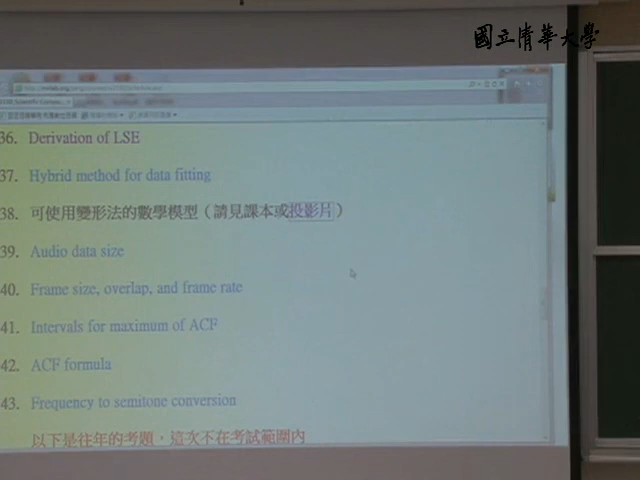 國立清華大學
36. Derivation of LSE
37. Hybrid method for data fitting
38. 可使用變形法的數學模型（請見課本或投影片）
39. Audio data size
40. Frame size, overlap, and frame rate
41. Intervals for maximum of ACF
42. ACF formula
43. Frequency to semitone conversion
以下是往年的考題，這次不在考試範圍內